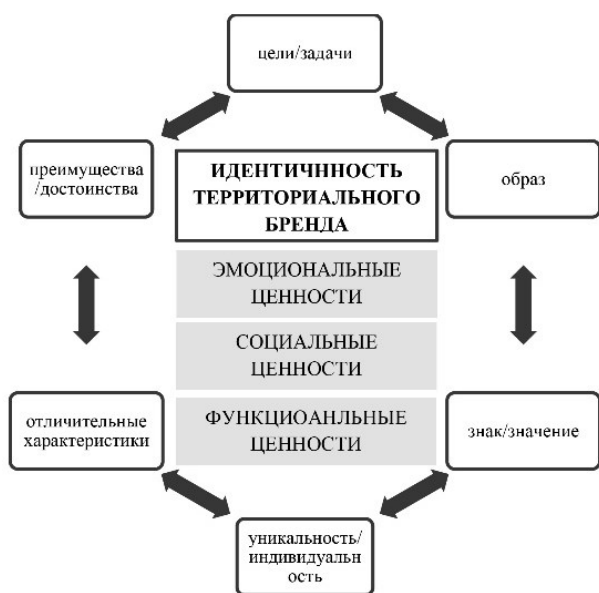 цели/задачи
преимущества
/достоинства
ИДЕНТИЧННОСТЬ
ТЕРРИТОРИАЛЬНОГО
БРЕНДА
образ
ЭМОЦИОНАЛЬНЫЕ
ЦЕННОСТИ
СОЦИАЛЬНЫЕ
ЦЕННОСТИ
отличительные
характеристики
ФУНКЦИОАНЛЬНЫЕ
ЦЕННОСТИ
знак/значение
уникальность/
индивидуальн
ость